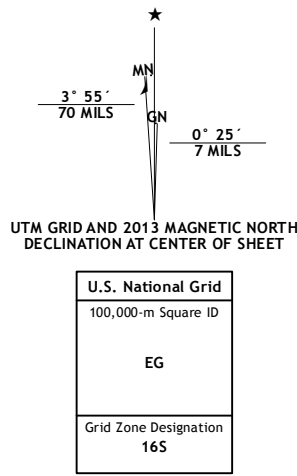 ★
MN
3° 55´
70 MILS
GN
0° 25´
7 MILS
UTM GRID AND 2013 MAGNETIC NORTH
DECLINATION AT CENTER OF SHEET
U.S. National Grid
100,000-m Square ID
EG
Grid Zone Designation
16S